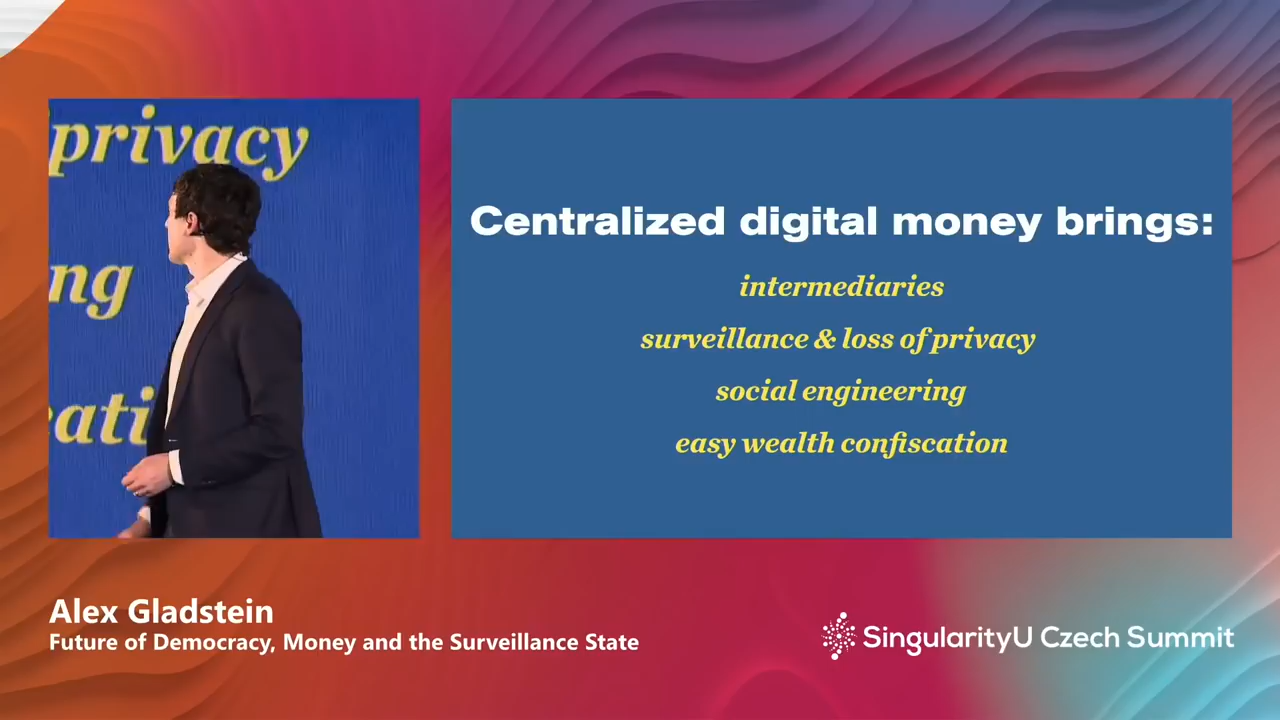 privacy
ng
eati
Centralized digital money brings:
intermediaries
surveillance & loss of privacy
social engineering
easy wealth confiscation
Alex Gladstein
Future of Democracy, Money and the Surveillance State
SingularityU Czech Summit